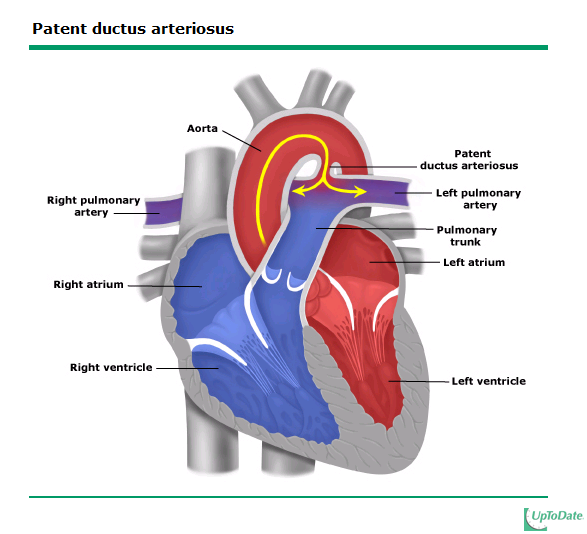 Patent ductus arteriosus
Aorta
Patent
ductus arteriosus
Right pulmonary
artery
Left pulmonary
artery
Pulmonary
trunk
Left atrium
Right atrium
Right ventricle
Left ventricle
UpToDate